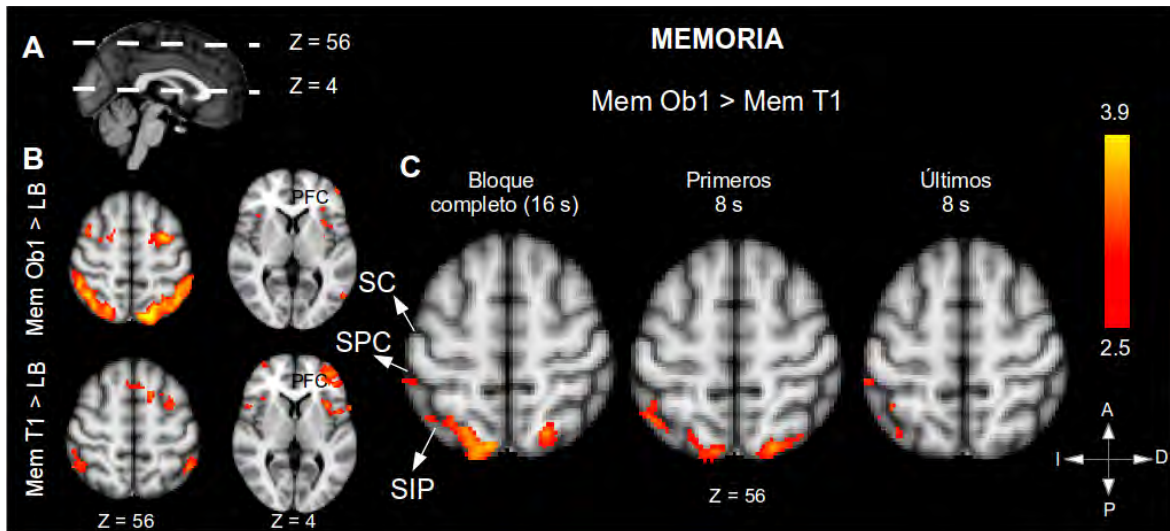 A
Z = 56
Z = 4
MEMORIA
Mem Ob1 > Mem T1
3.9
2.5
B
Mem Ob1 > LB
PFC
Mem T1 > LB
PFC
Z = 56
Z = 4
C
Bloque
completo (16 s)
Primeros
8 s
Últimos
8 s
SC
SPC
SIP
Z = 56
A
I
D
P